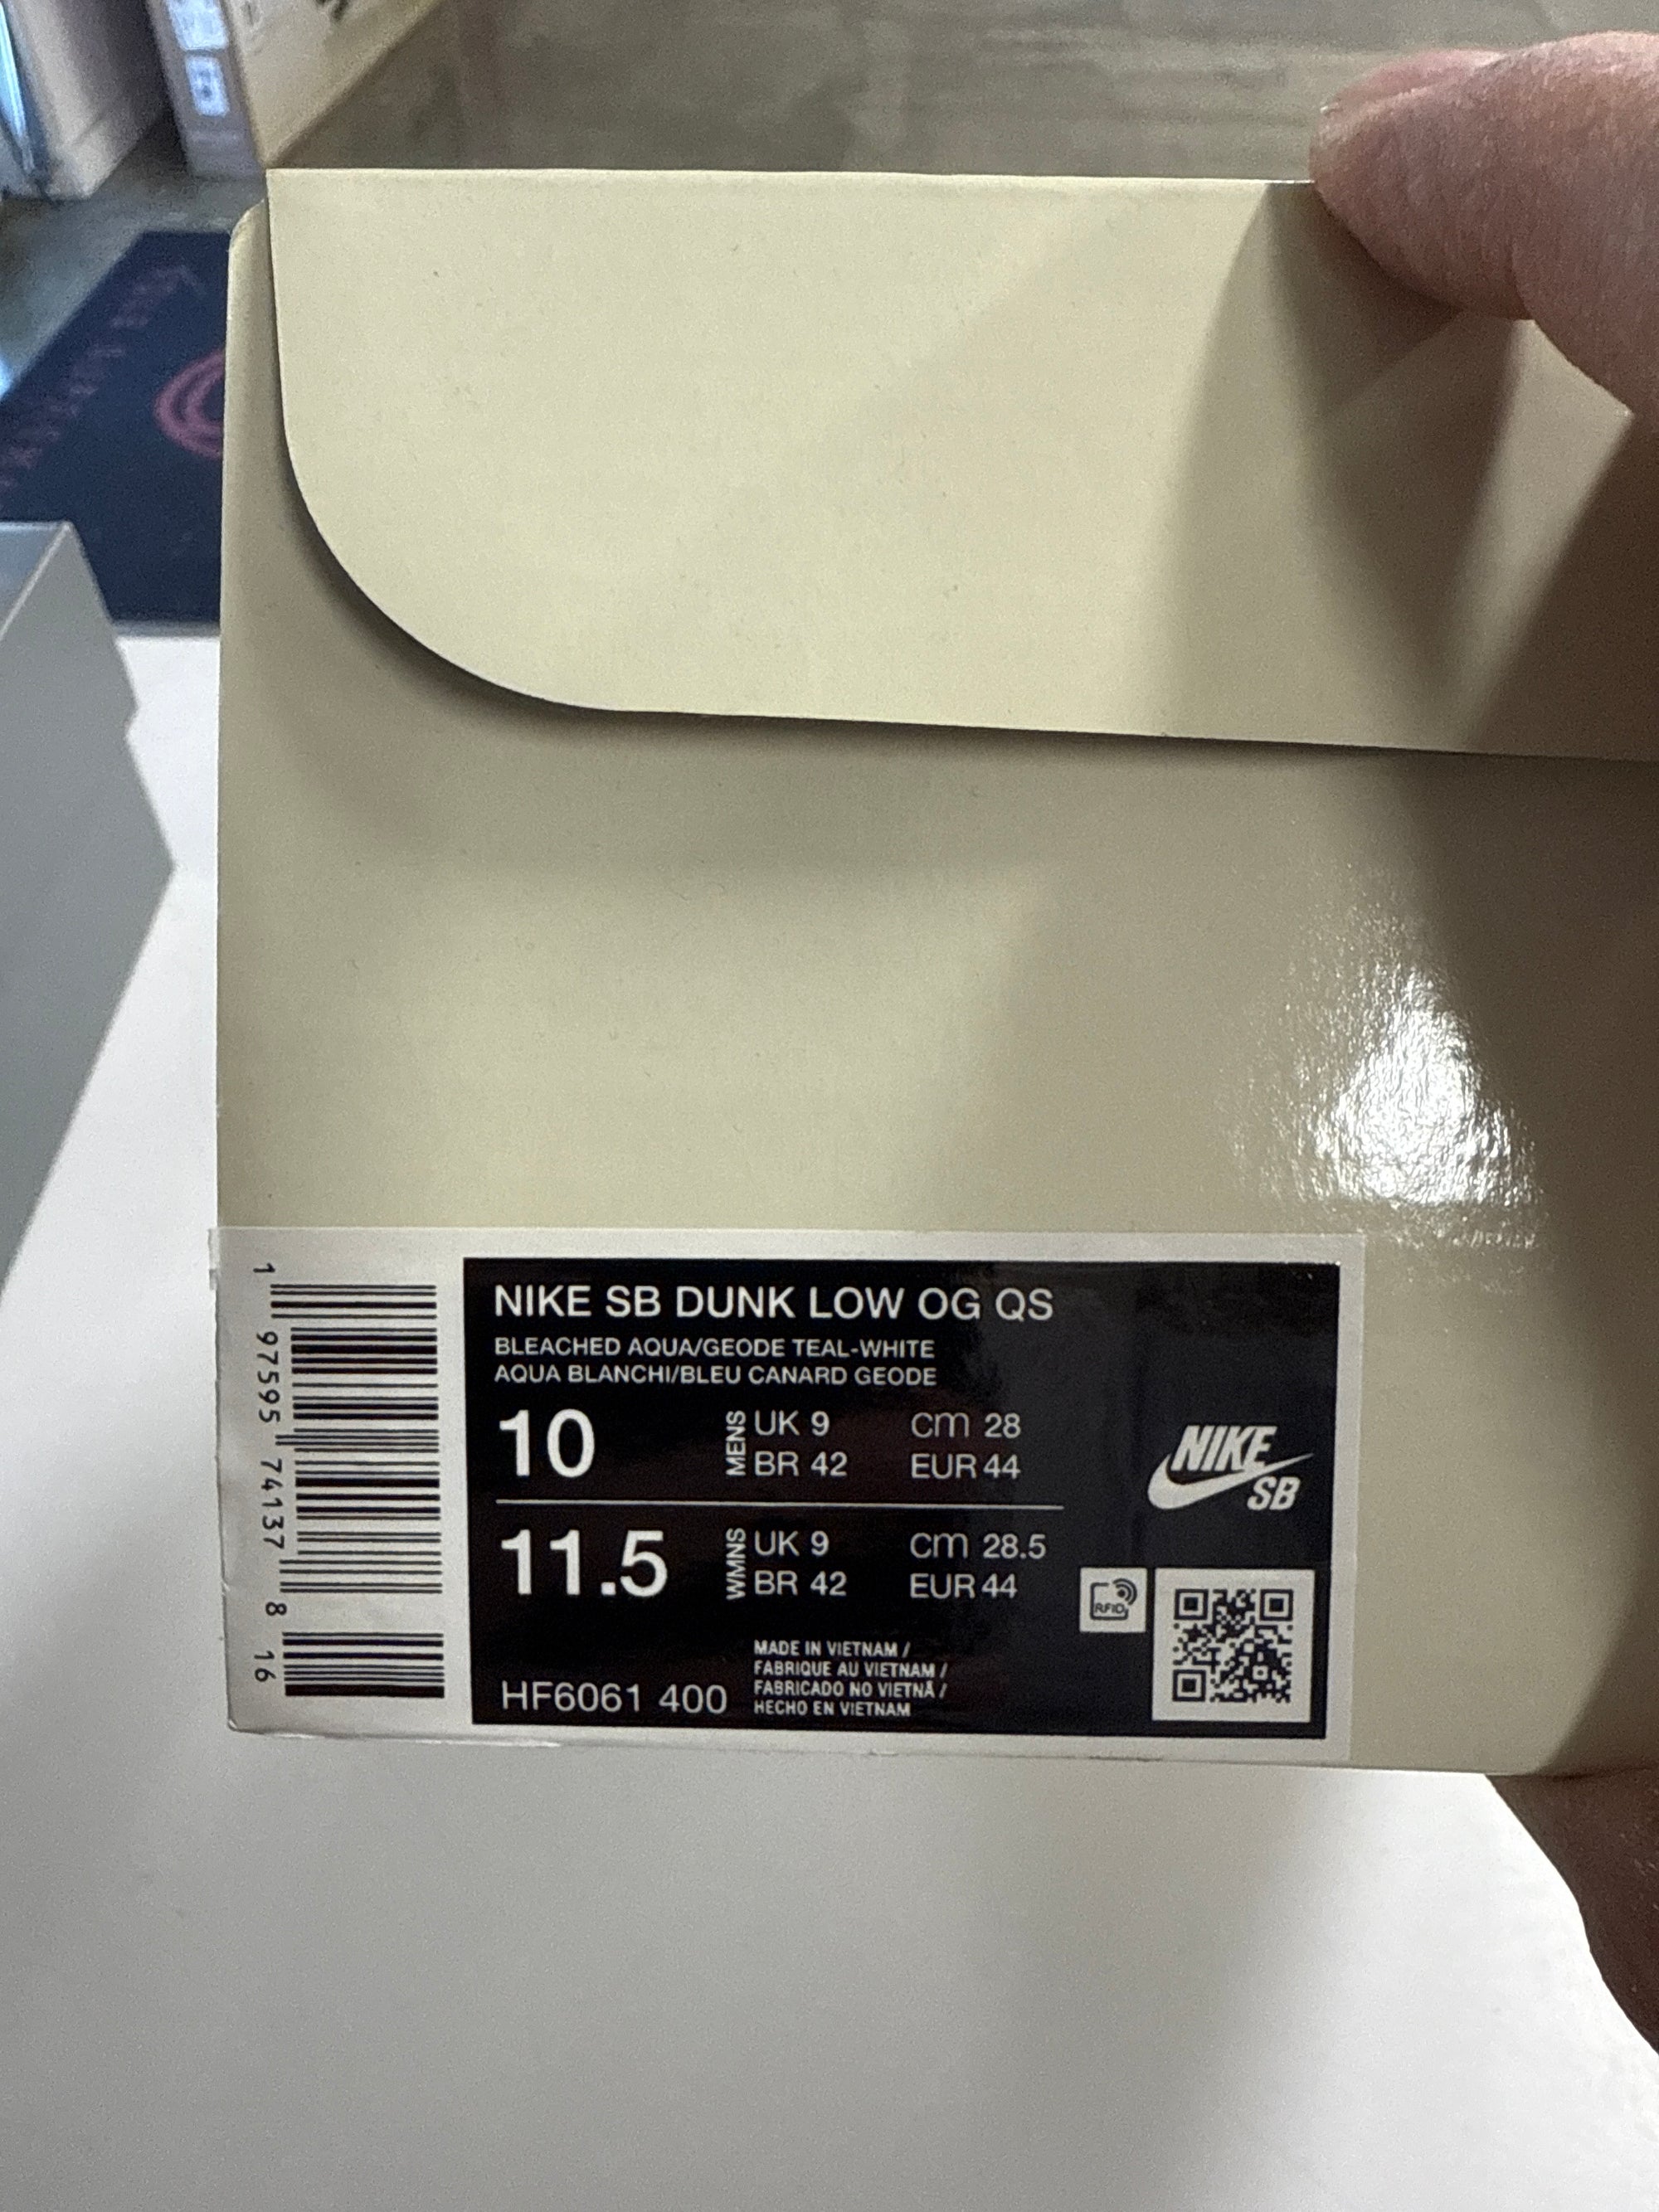 NIKE SB DUNK LOW OG QS
BLEACHED AQUA/GEODE TEAL-WHITE
AQUA BLANCHI/BLEU CANARD GEODE
10
MENS
UK 9
CM 28
BR 42
EUR 44
11.5
WMNS
UK 9
CM 28.5
BR 42
EUR 44
HF6061 400
MADE IN VIETNAM /
FABRIQUE AU VIETNAM /
FABRICADO NO VIETNÃ /
HECHO EN VIETNAM
NIKE
SB
RFID
1 97595 74137 8 16